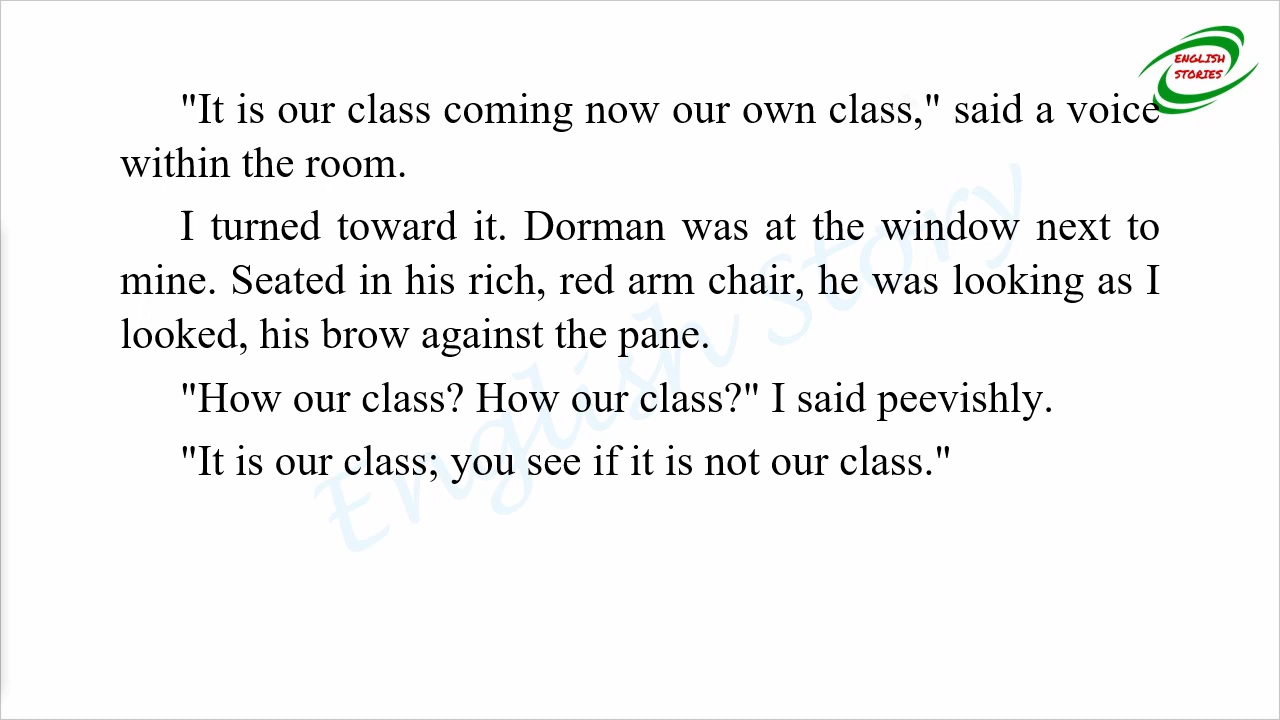 ENGLISH
STORIES
"It is our class coming now our own class," said a voice
within the room.
I turned toward it. Dorman was at the window next to
mine. Seated in his rich, red arm chair, he was looking as I
looked, his brow against the pane.
"How our class? How our class?" I said peevishly.
"It is our class; you see if it is not our class."
English Story